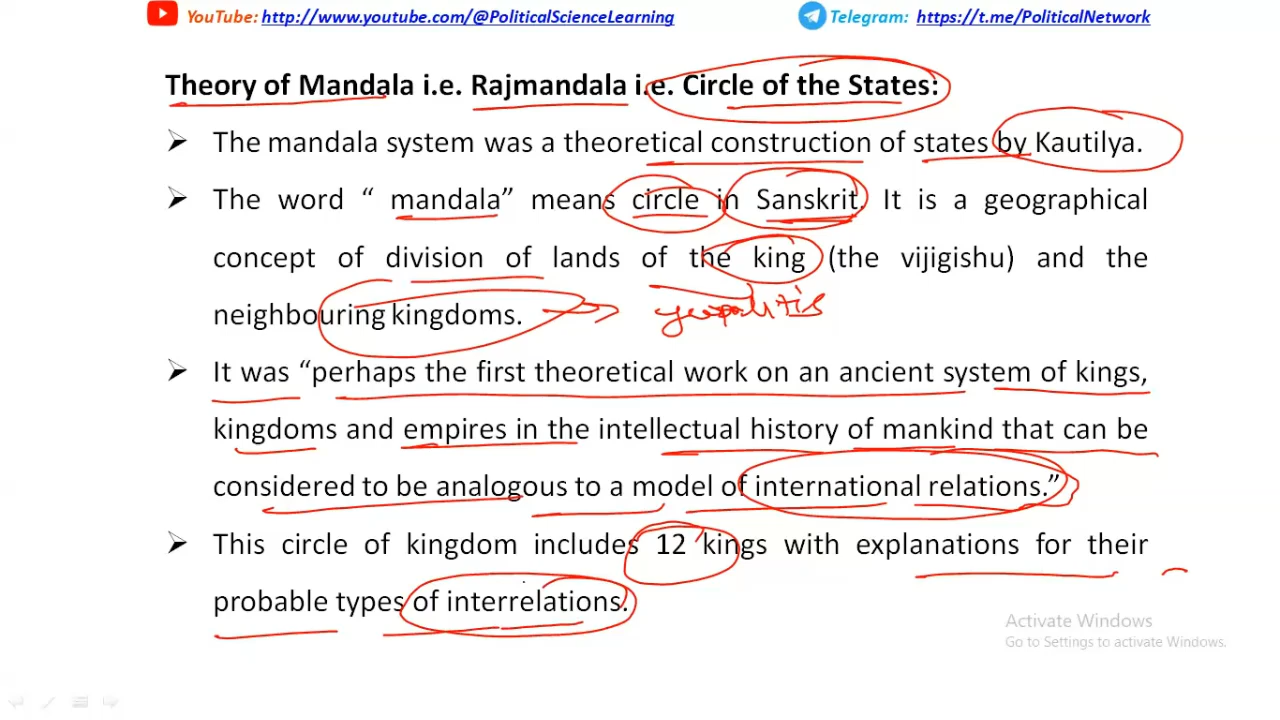 YouTube: http://www.youtube.com/@PoliticalScienceLearning Telegram: https://t.me/PoliticalNetwork
Theory of Mandala i.e. Rajmandala i.e. Circle of the States:
➢ The mandala system was a theoretical construction of states by Kautilya.
➢ The word “ mandala” means circle in Sanskrit. It is a geographical
concept of division of lands of the king (the vijigishu) and the
neighbouring kingdoms.
➢ It was “perhaps the first theoretical work on an ancient system of kings,
kingdoms and empires in the intellectual history of mankind that can be
considered to be analogous to a model of international relations.”
➢ This circle of kingdom includes 12 kings with explanations for their
probable types of interrelations.
Activate Windows
Go to Settings to activate Windows.